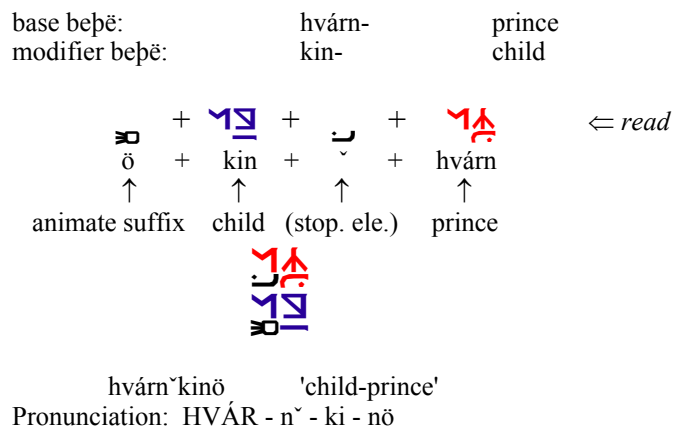 base beþë: hvárn- prince
modifier beþë: kin- child
+ + + ⇐ read
ö + kin + ˇ + hvárn
↑ ↑ ↑ ↑
animate suffix child (stop. ele.) prince
hvárnˇkinö 'child-prince'
Pronunciation: HVÁR - nˇ - ki - nö